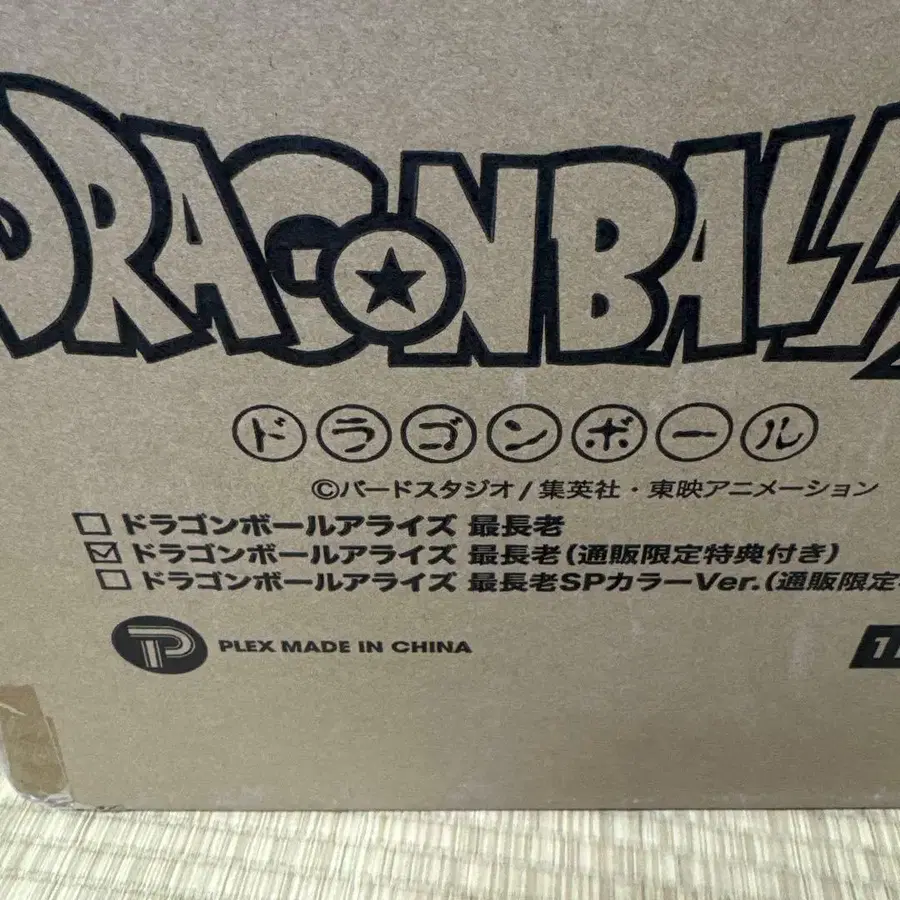 DRAGONBALL
ドラゴンボール
©バードスタジオ/集英社・東映アニメーション
ドラゴンボールアライズ 最長老
☑ドラゴンボールアライズ 最長老(通販限定特典付き)
ドラゴンボールアライズ 最長老SPカラーVer.(通販限定
PLEX MADE IN CHINA